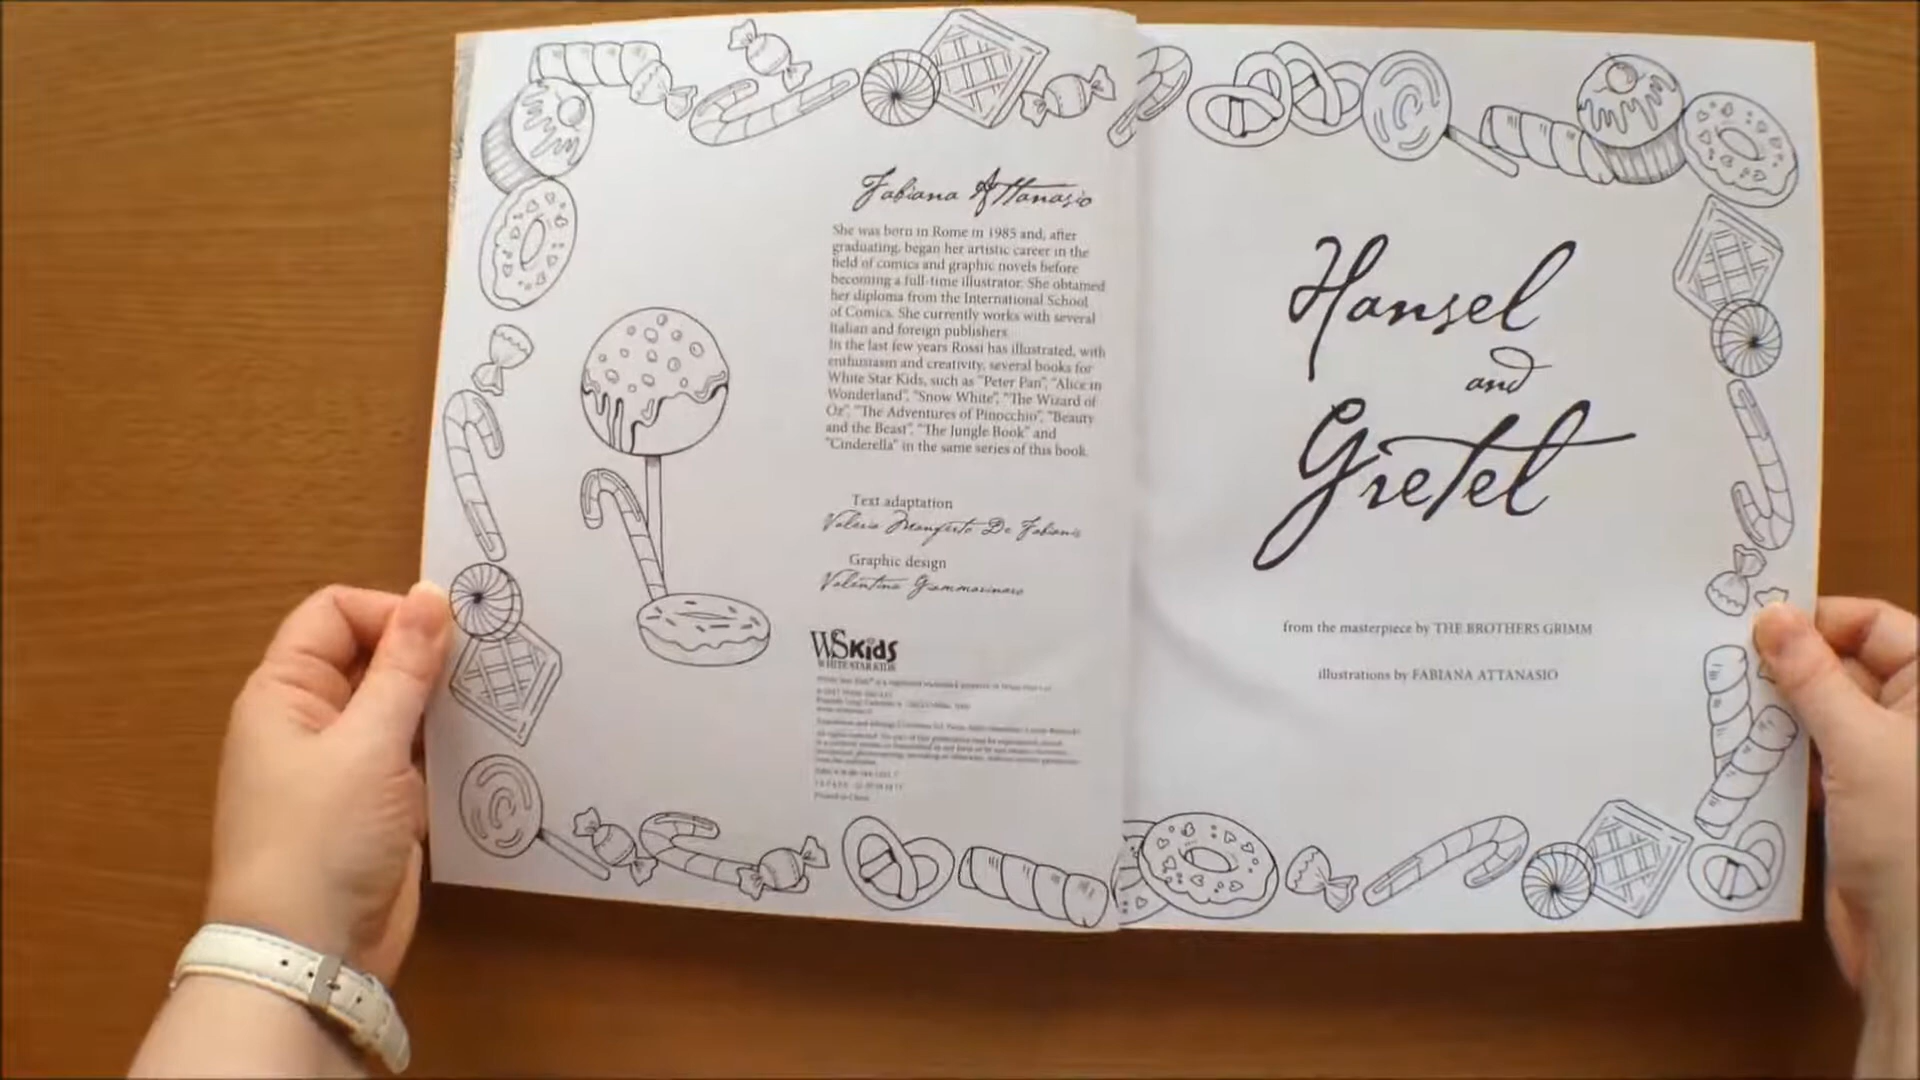 Fabiana Attanasio
She was born in Rome in 1985 and, after
graduating, began her artistic career in the
field of comics and graphic novels before
becoming a full-time illustrator. She obtained
her diploma from the International School
of Comics. She currently works with several
Italian and foreign publishers.
In the last few years Rossi has illustrated, with
enthusiasm and creativity, several books for
White Star Kids, such as "Peter Pan", "Alice in
Wonderland", "Snow White", "The Wizard of
Oz", "The Adventures of Pinocchio", "Beauty
and the Beast", "The Jungle Book" and
"Cinderella" in the same series of this book.
Text adaptation
Valeria Manferto De Fabianis
Graphic design
Valentina Giammarinaro
WSKids
WHITE STAR KIDS
Printed in China
Hansel
and
Gretel
from the masterpiece by THE BROTHERS GRIMM
illustrations by FABIANA ATTANASIO